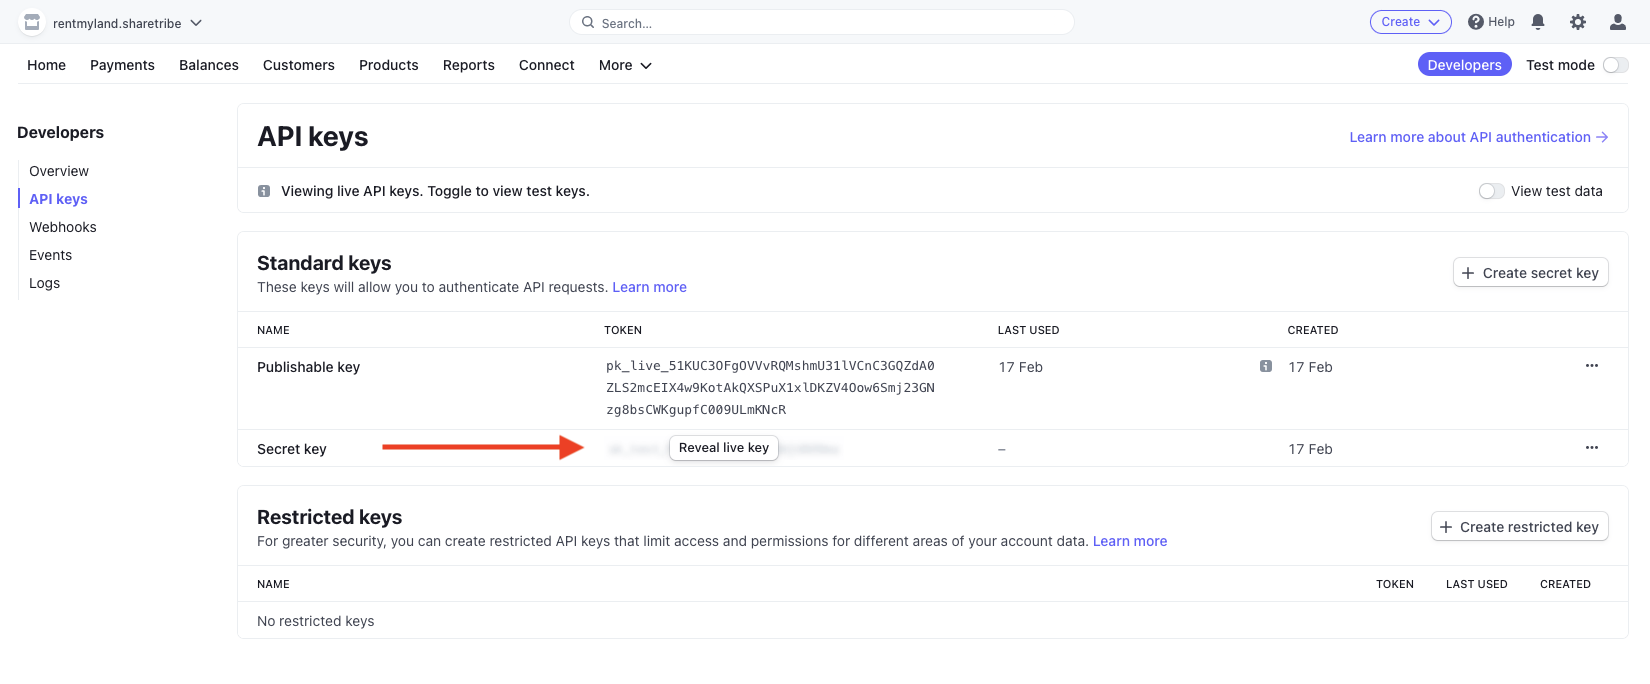 rentmyland.sharetribe
Search...
Create
Help
Home Payments Balances Customers Products Reports Connect More
Developers Test mode
Developers
Overview
API keys
Webhooks
Events
Logs
API keys
Learn more about API authentication →
Viewing live API keys. Toggle to view test keys.
View test data
Standard keys
These keys will allow you to authenticate API requests. Learn more
+ Create secret key
NAME TOKEN LAST USED CREATED
Publishable key pk_live_51KUC3OFgOVVvRQMshmU31lVCnC3GQZdA0 17 Feb 17 Feb ...
ZLS2mcEIX4w9KotAkQXSPuX1xlDKZV4Oow6Smj23GN
zg8bsCWKgupfC009ULmKNcR
Secret key Reveal live key – 17 Feb ...
Restricted keys
For greater security, you can create restricted API keys that limit access and permissions for different areas of your account data. Learn more
+ Create restricted key
NAME TOKEN LAST USED CREATED
No restricted keys